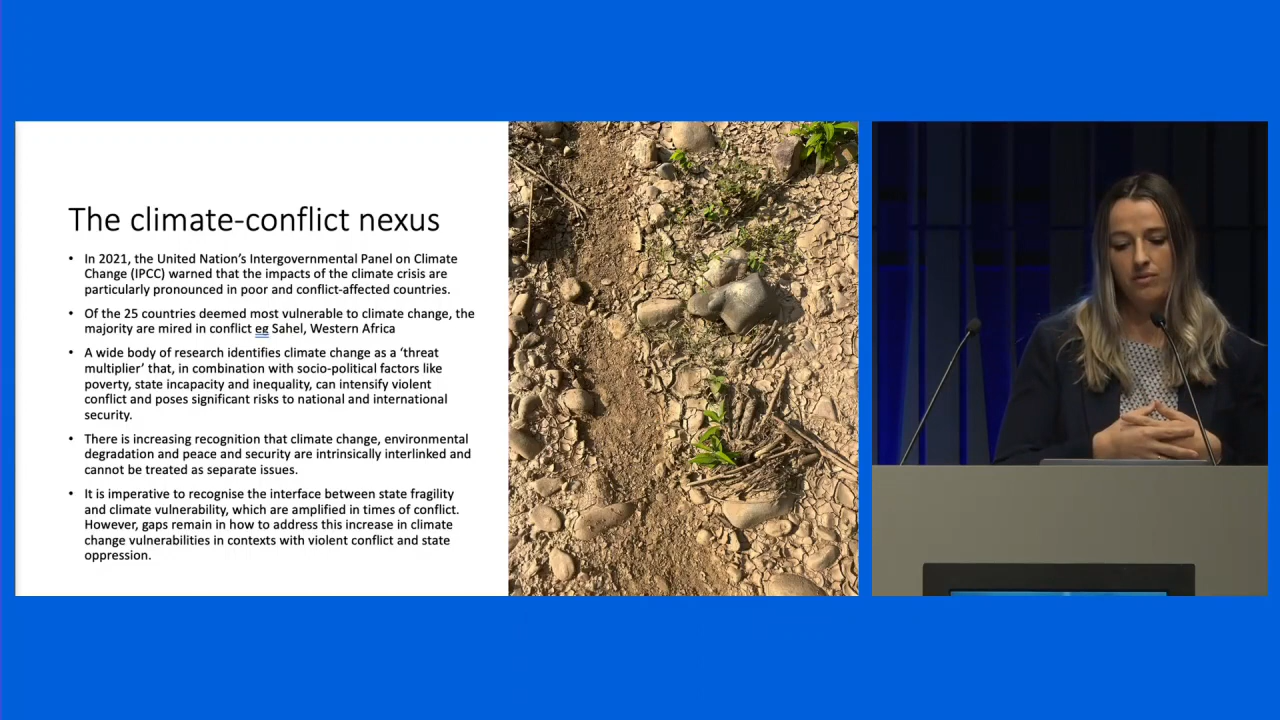 The climate-conflict nexus
• In 2021, the United Nation's Intergovernmental Panel on Climate
Change (IPCC) warned that the impacts of the climate crisis are
particularly pronounced in poor and conflict-affected countries.
• Of the 25 countries deemed most vulnerable to climate change, the
majority are mired in conflict eg Sahel, Western Africa
• A wide body of research identifies climate change as a 'threat
multiplier' that, in combination with socio-political factors like
poverty, state incapacity and inequality, can intensify violent
conflict and poses significant risks to national and international
security.
• There is increasing recognition that climate change, environmental
degradation and peace and security are intrinsically interlinked and
cannot be treated as separate issues.
• It is imperative to recognise the interface between state fragility
and climate vulnerability, which are amplified in times of conflict.
However, gaps remain in how to address this increase in climate
change vulnerabilities in contexts with violent conflict and state
oppression.